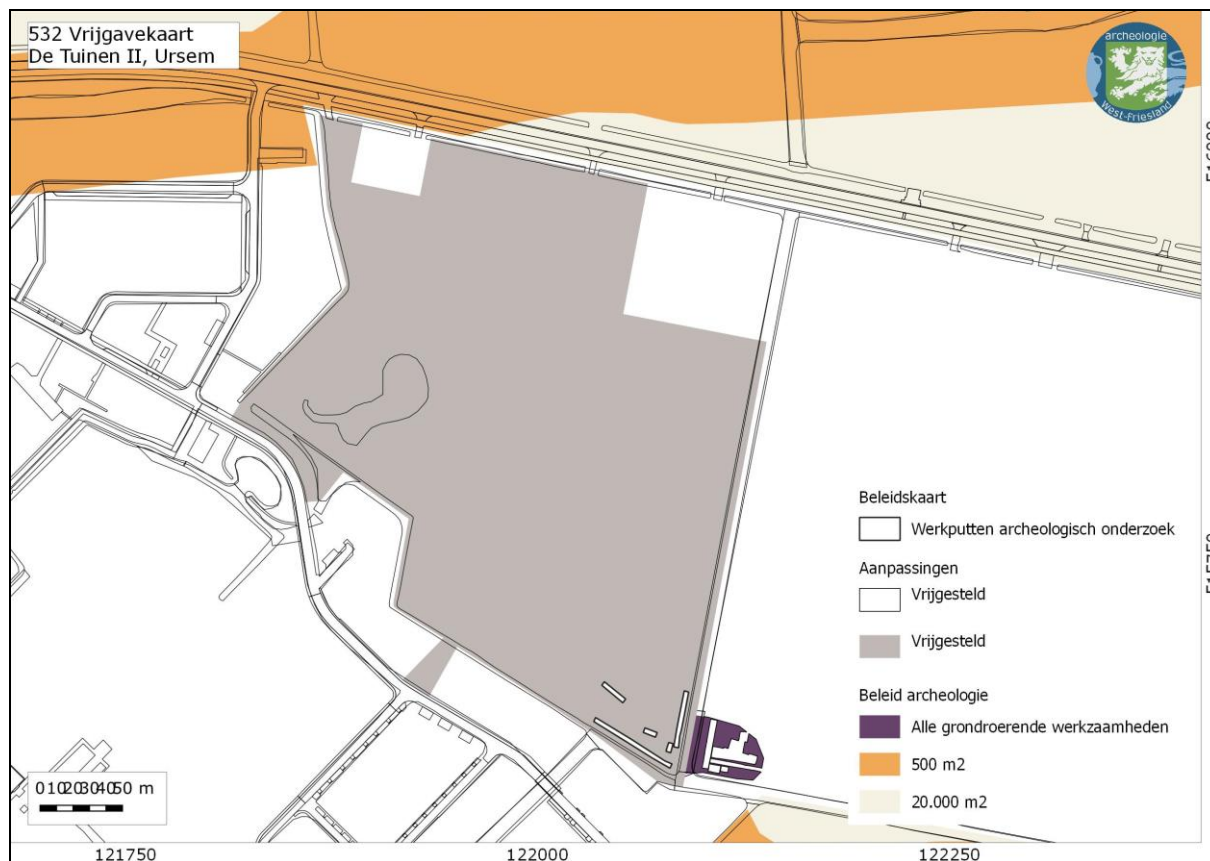 532 Vrijgavekaart
De Tuinen II, Ursem
archeologie
West-Friesland
Beleidskaart
Werkputten archeologisch onderzoek
Aanpassingen
Vrijgesteld
Vrijgesteld
Beleid archeologie
Alle grondroerende werkzaamheden
500 m2
20.000 m2
0 10 20 30 40 50 m
121750
122000
122250